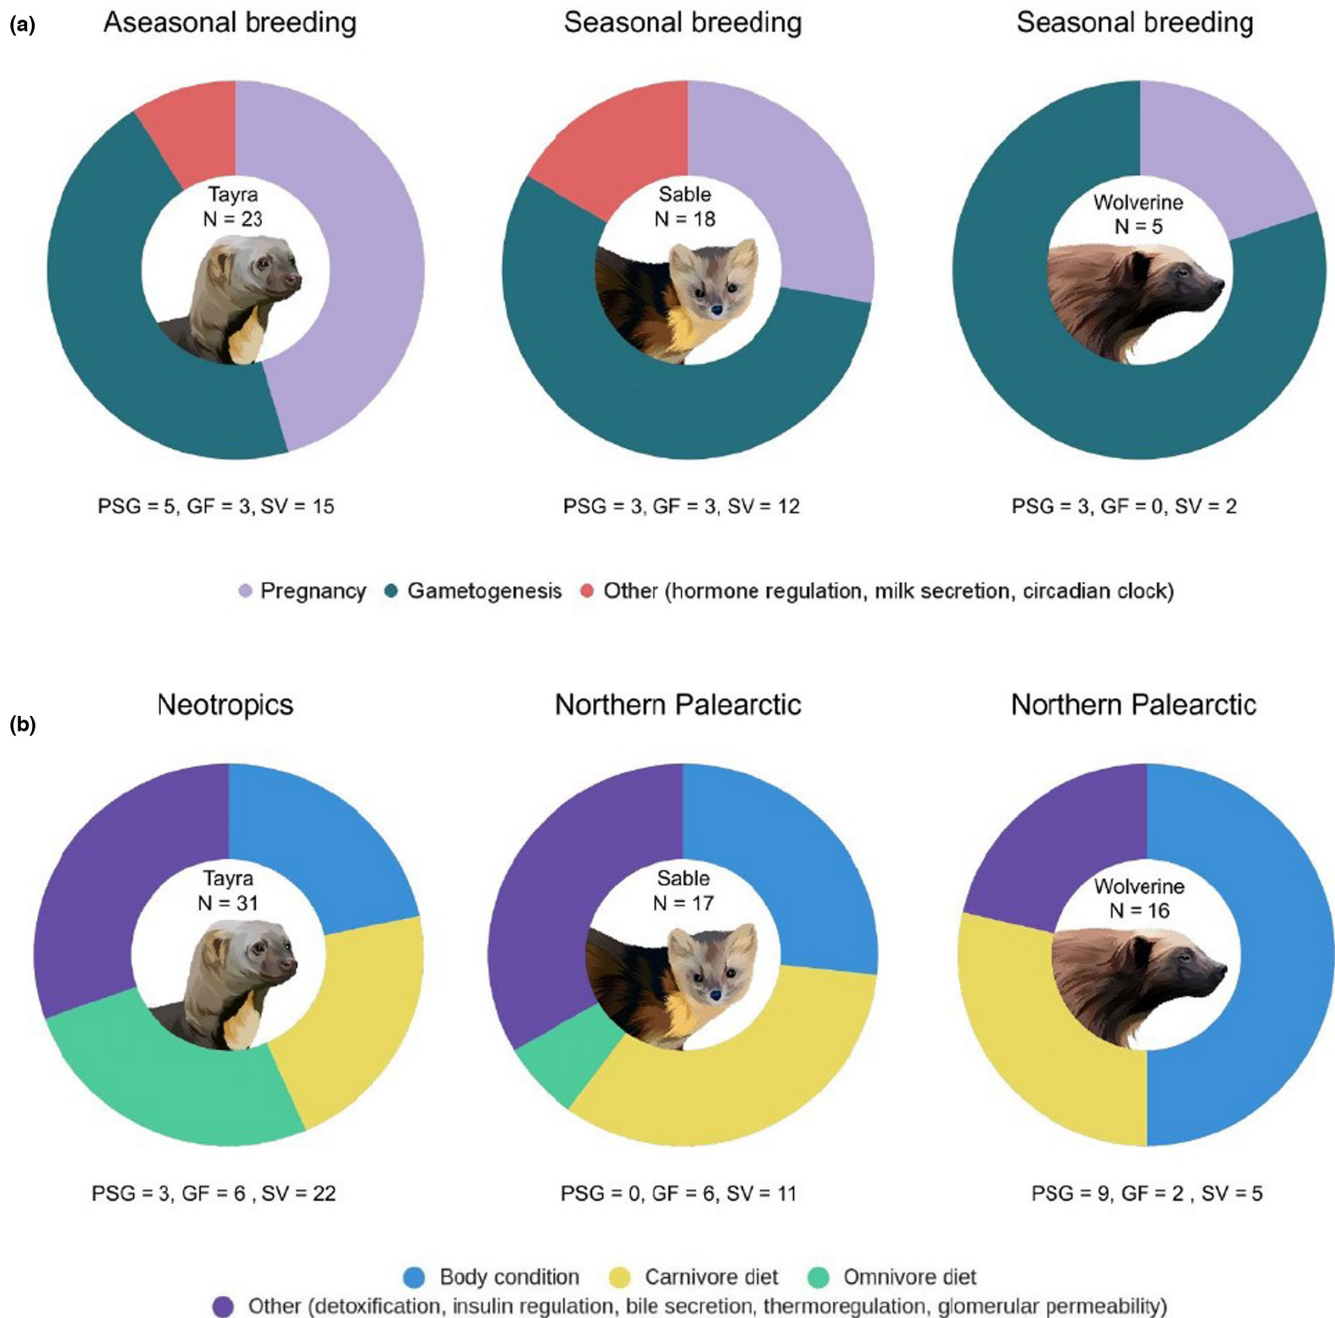 (a)
Aseasonal breeding
Seasonal breeding
Seasonal breeding
Tayra
N = 23
Sable
N = 18
Wolverine
N = 5
PSG = 5, GF = 3, SV = 15
PSG = 3, GF = 3, SV = 12
PSG = 3, GF = 0, SV = 2
Pregnancy
Gametogenesis
Other (hormone regulation, milk secretion, circadian clock)
(b)
Neotropics
Northern Palearctic
Northern Palearctic
Tayra
N = 31
Sable
N = 17
Wolverine
N = 16
PSG = 3, GF = 6 , SV = 22
PSG = 0, GF = 6, SV = 11
PSG = 9, GF = 2 , SV = 5
Body condition
Carnivore diet
Omnivore diet
Other (detoxification, insulin regulation, bile secretion, thermoregulation, glomerular permeability)